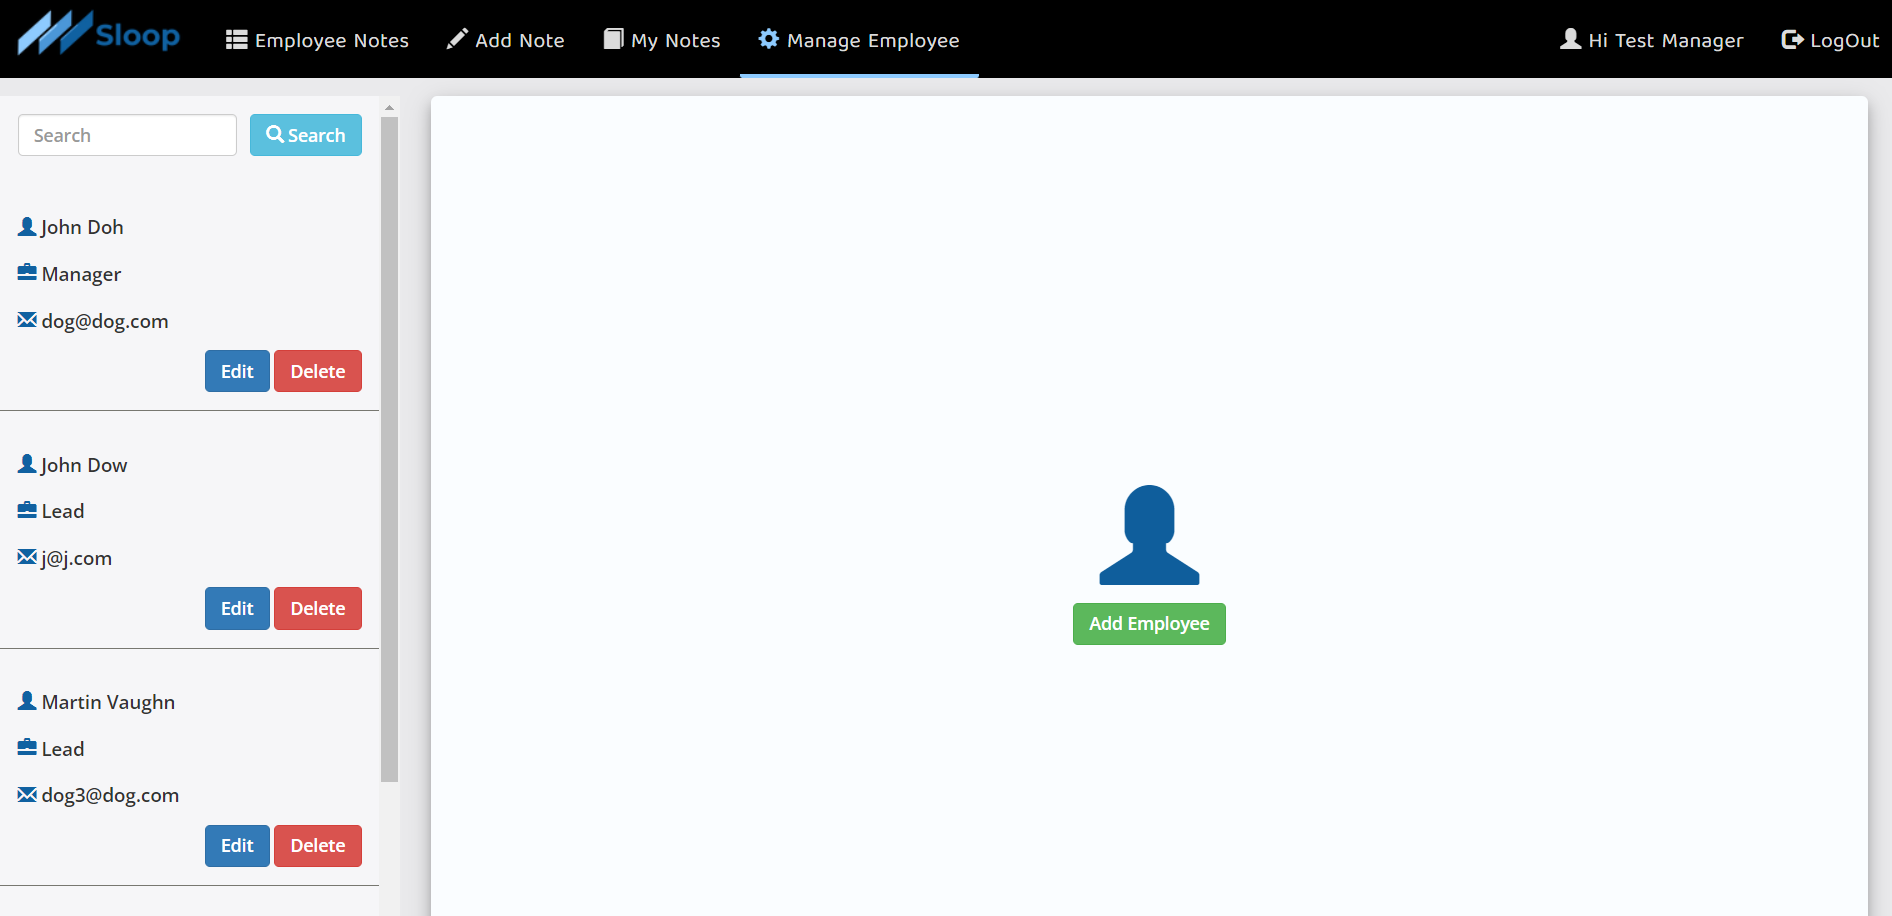 Sloop Employee Notes Add Note My Notes Manage Employee Hi Test Manager LogOut
Search Search
John Doh
Manager
dog@dog.com
Edit Delete
John Dow
Lead
j@j.com
Edit Delete
Martin Vaughn
Lead
dog3@dog.com
Edit Delete
Add Employee